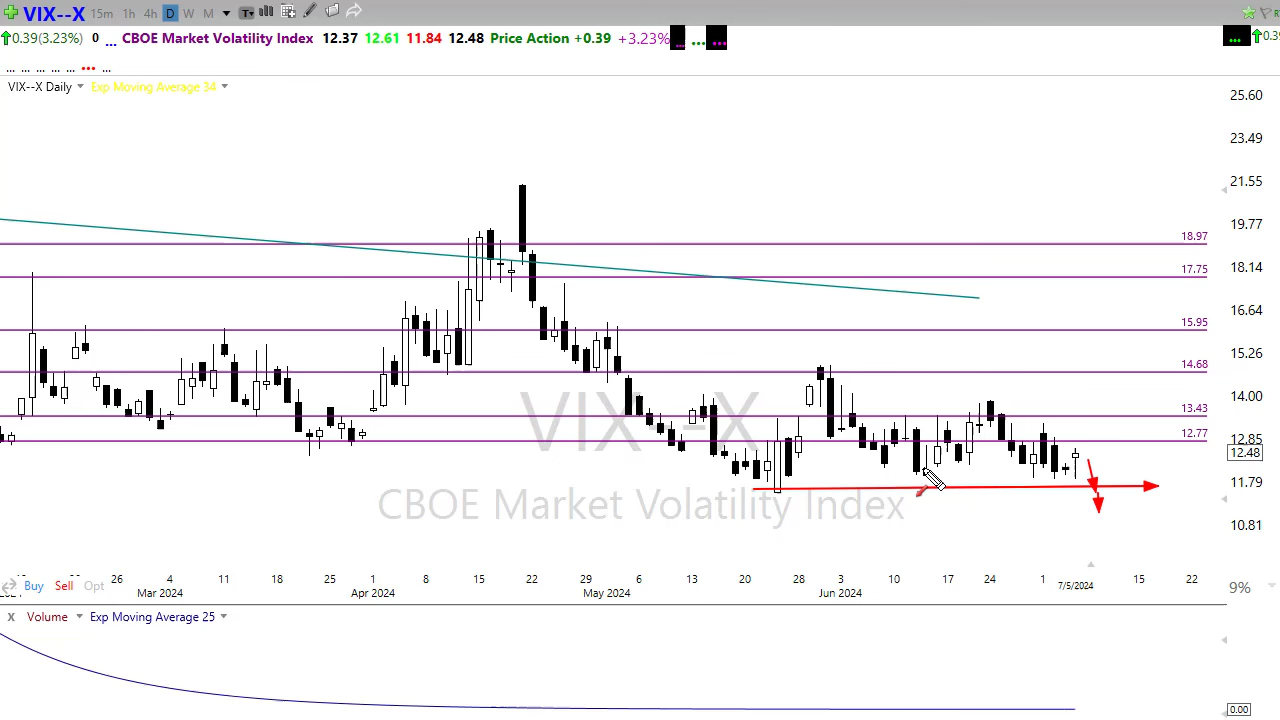 VIX--X 15m 1h 4h D W M
0.39(3.23%) 0 ... CBOE Market Volatility Index 12.37 12.61 11.84 12.48 Price Action +0.39 +3.23% ... ... ... ... 0.39
... ... ... ... ... ... ...
VIX--X Daily Exp Moving Average 34
25.60
23.49
21.55
19.77
18.97
18.14
17.75
16.64
15.95
15.26
14.68
14.00
13.43
12.85
12.77
12.48
11.79
10.81
VIX--X
CBOE Market Volatility Index
26 4 11 18 25 1 8 15 22 29 6 13 20 28 3 10 17 24 1 7/5/2024 15 22
Buy Sell Opt
Mar 2024 Apr 2024 May 2024 Jun 2024
9%
X Volume Exp Moving Average 25
0.00